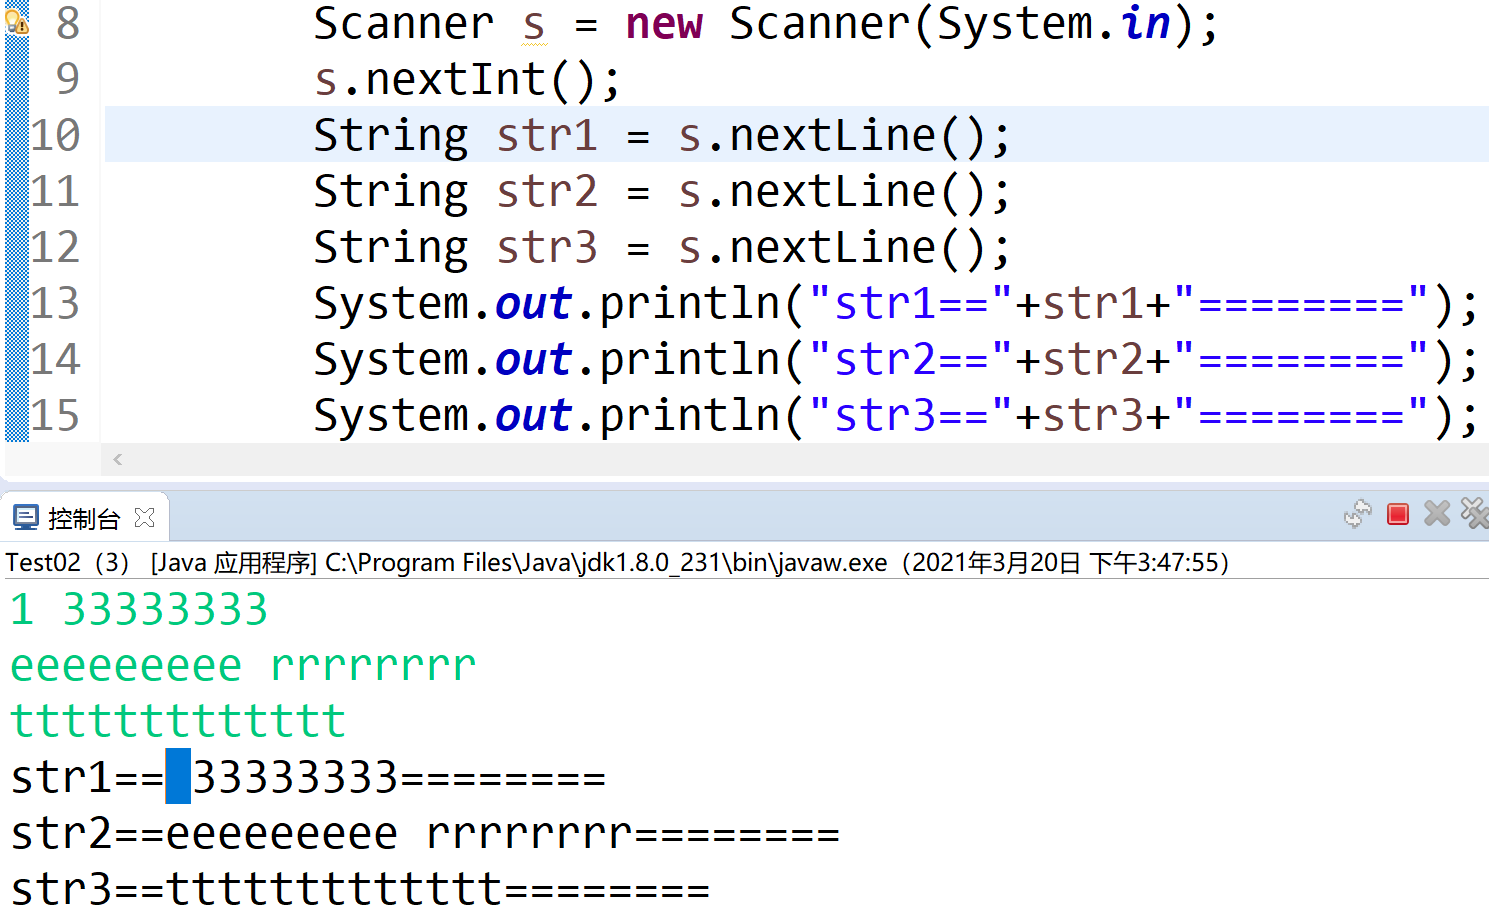 8 Scanner s = new Scanner(System.in);
9 s.nextInt();
10 String str1 = s.nextLine();
11 String str2 = s.nextLine();
12 String str3 = s.nextLine();
13 System.out.println("str1=="+str1+"========");
14 System.out.println("str2=="+str2+"========");
15 System.out.println("str3=="+str3+"========");
控制台
Test02（3） [Java 应用程序] C:\Program Files\Java\jdk1.8.0_231\bin\javaw.exe（2021年3月20日 下午3:47:55）
1 33333333
eeeeeeeee rrrrrrrr
ttttttttttttt
str1== 33333333========
str2==eeeeeeeee rrrrrrrr========
str3==ttttttttttttt========